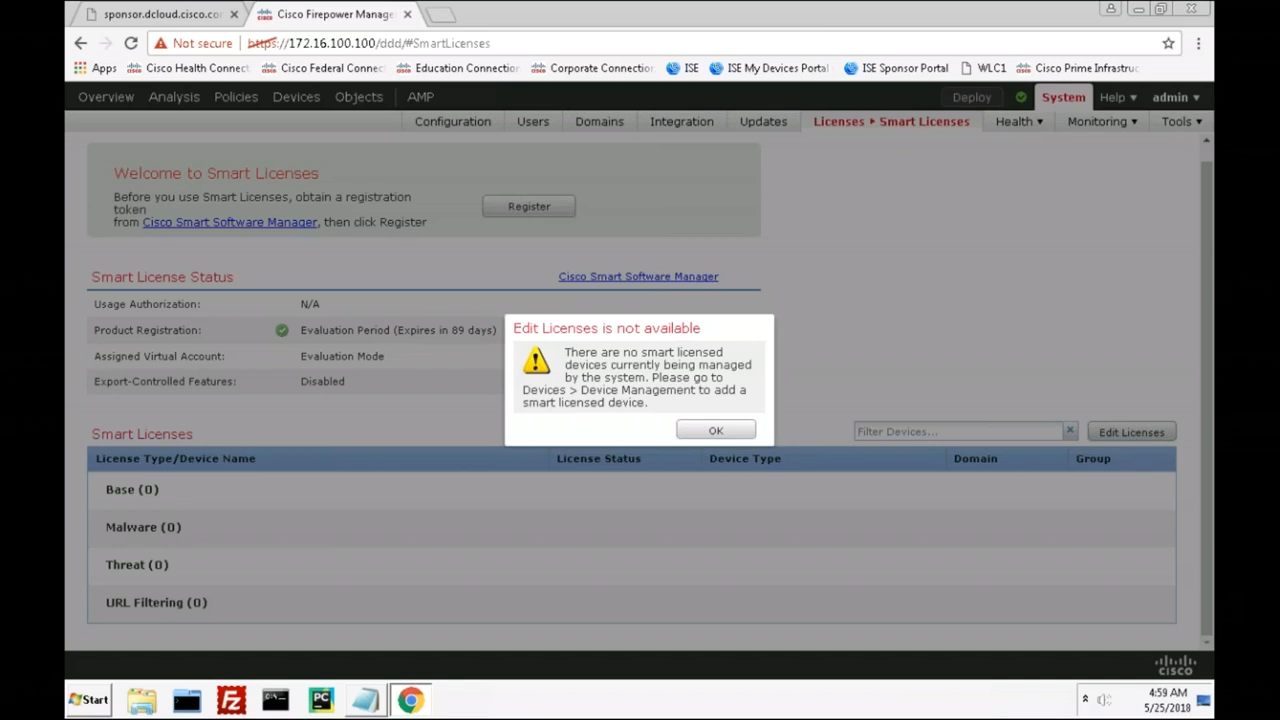 sponsor.dcloud.cisco.co
Cisco Firepower Manage
Not secure
https://172.16.100.100/ddd/#SmartLicenses
Apps
Cisco Health Connect
Cisco Federal Connec
Education Connection
Corporate Connection
ISE
ISE My Devices Portal
ISE Sponsor Portal
WLC1
Cisco Prime Infrastruc
Overview Analysis Policies Devices Objects AMP
Deploy System Help admin
Configuration Users Domains Integration Updates Licenses Smart Licenses Health Monitoring Tools
Welcome to Smart Licenses
Before you use Smart Licenses, obtain a registration
token
from Cisco Smart Software Manager, then click Register
Register
Smart License Status
Cisco Smart Software Manager
Usage Authorization: N/A
Product Registration: Evaluation Period (Expires in 89 days)
Assigned Virtual Account: Evaluation Mode
Export-Controlled Features: Disabled
Edit Licenses is not available
There are no smart licensed
devices currently being managed
by the system. Please go to
Devices > Device Management to add a
smart licensed device.
OK
Smart Licenses
Filter Devices...
Edit Licenses
License Type/Device Name License Status Device Type Domain Group
Base (0)
Malware (0)
Threat (0)
URL Filtering (0)
CISCO
Start
PC
4:59 AM
5/25/2018